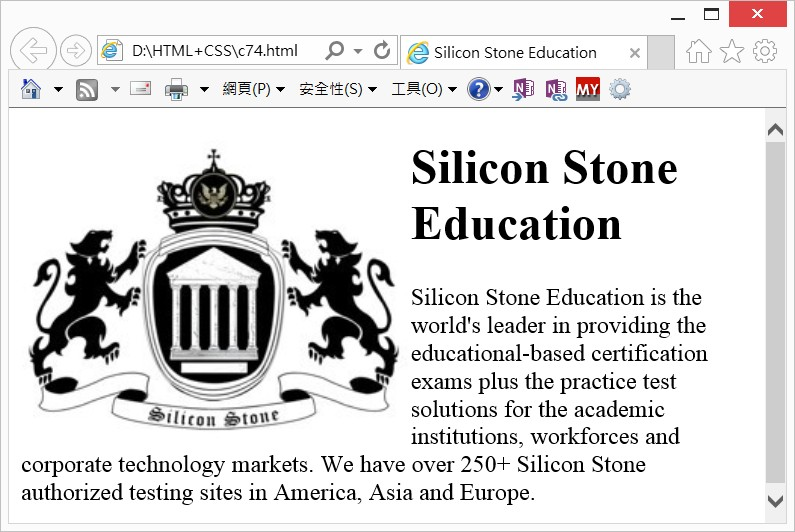 D:\HTML+CSS\c74.html
Silicon Stone Education
網頁(P) 安全性(S) 工具(O) MY
Silicon Stone
Education
Silicon Stone Education is the
world's leader in providing the
educational-based certification
exams plus the practice test
solutions for the academic
institutions, workforces and
corporate technology markets. We have over 250+ Silicon Stone
authorized testing sites in America, Asia and Europe.
Silicon Stone